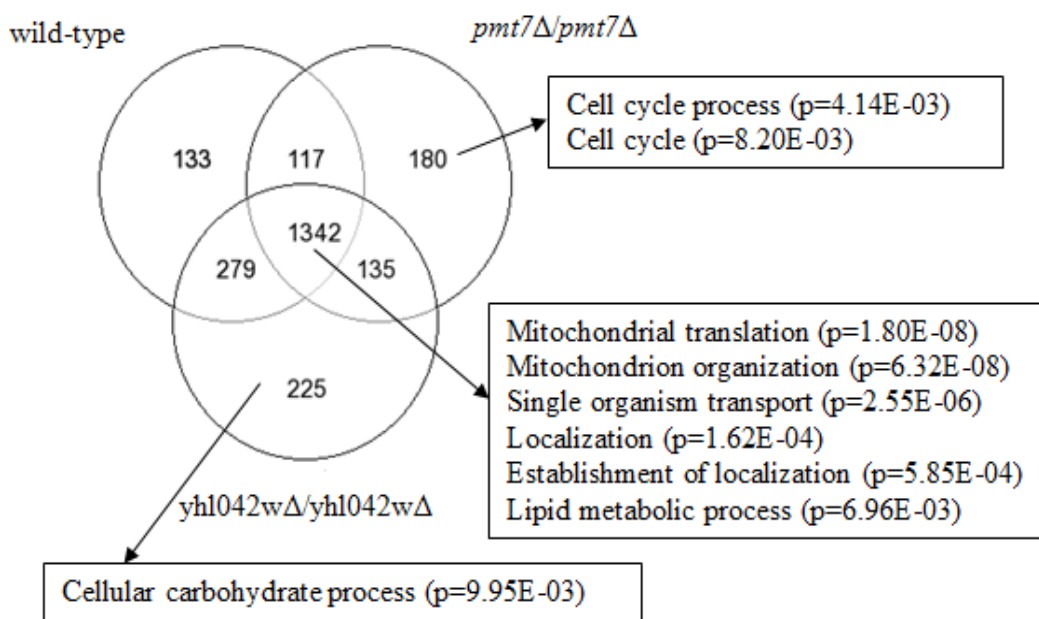 wild-type
pmt7Δ/pmt7Δ
Cell cycle process (p=4.14E-03)
Cell cycle (p=8.20E-03)
133
117
180
1342
279
135
Mitochondrial translation (p=1.80E-08)
Mitochondrion organization (p=6.32E-08)
Single organism transport (p=2.55E-06)
Localization (p=1.62E-04)
Establishment of localization (p=5.85E-04)
Lipid metabolic process (p=6.96E-03)
225
yhl042wΔ/yhl042wΔ
Cellular carbohydrate process (p=9.95E-03)